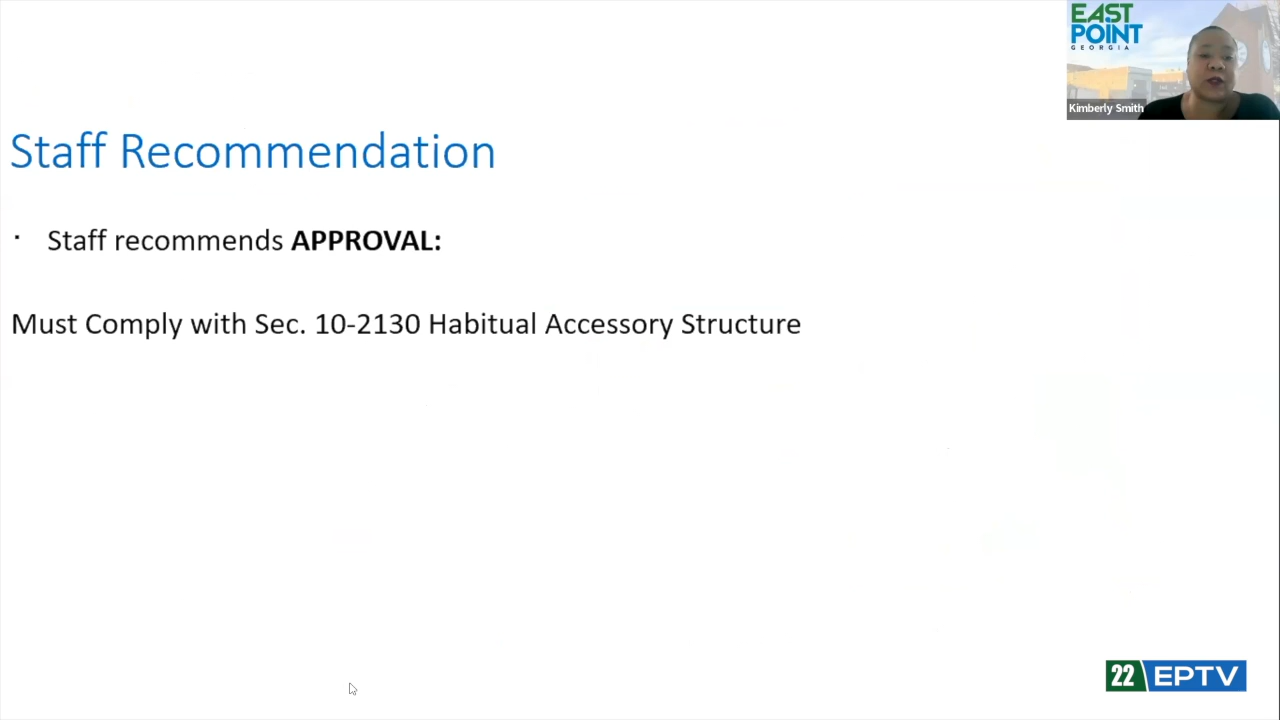 EAST
POINT
GEORGIA
Kimberly Smith
Staff Recommendation
▪ Staff recommends APPROVAL:
Must Comply with Sec. 10-2130 Habitual Accessory Structure
22 EPTV